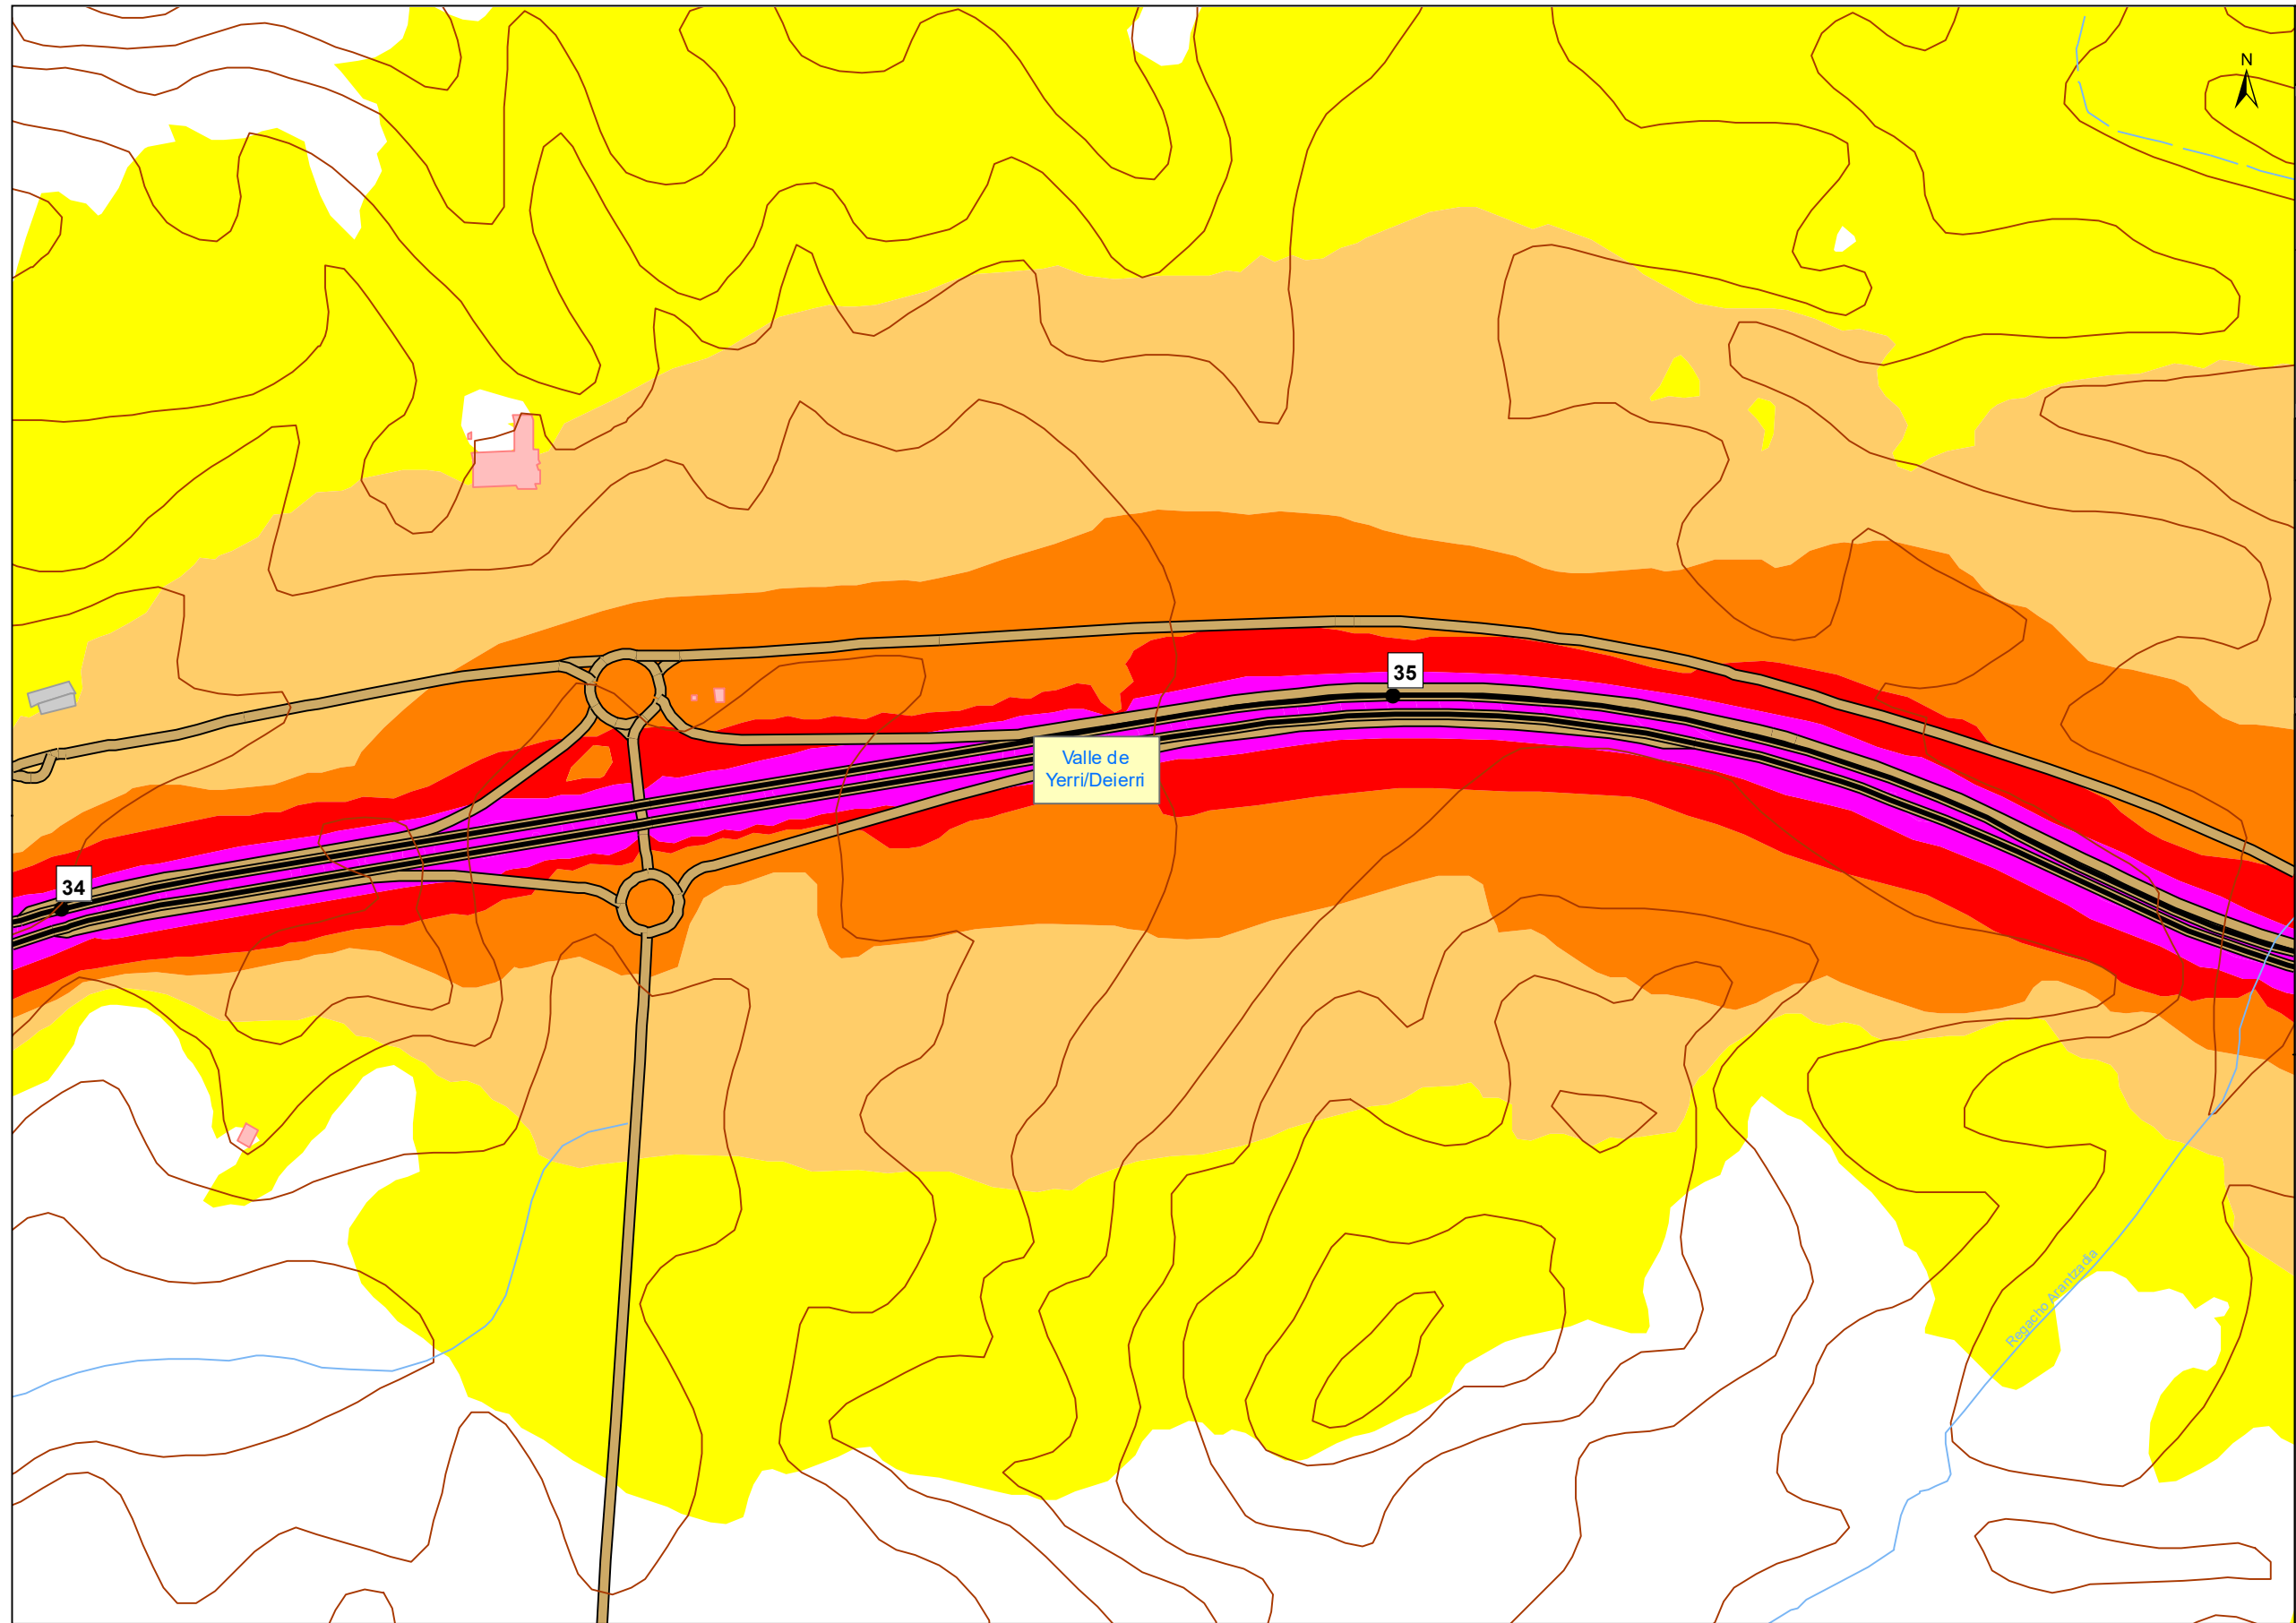 N
35
Valle de
Yerri/Deierri
34
Regacho Arantzadia